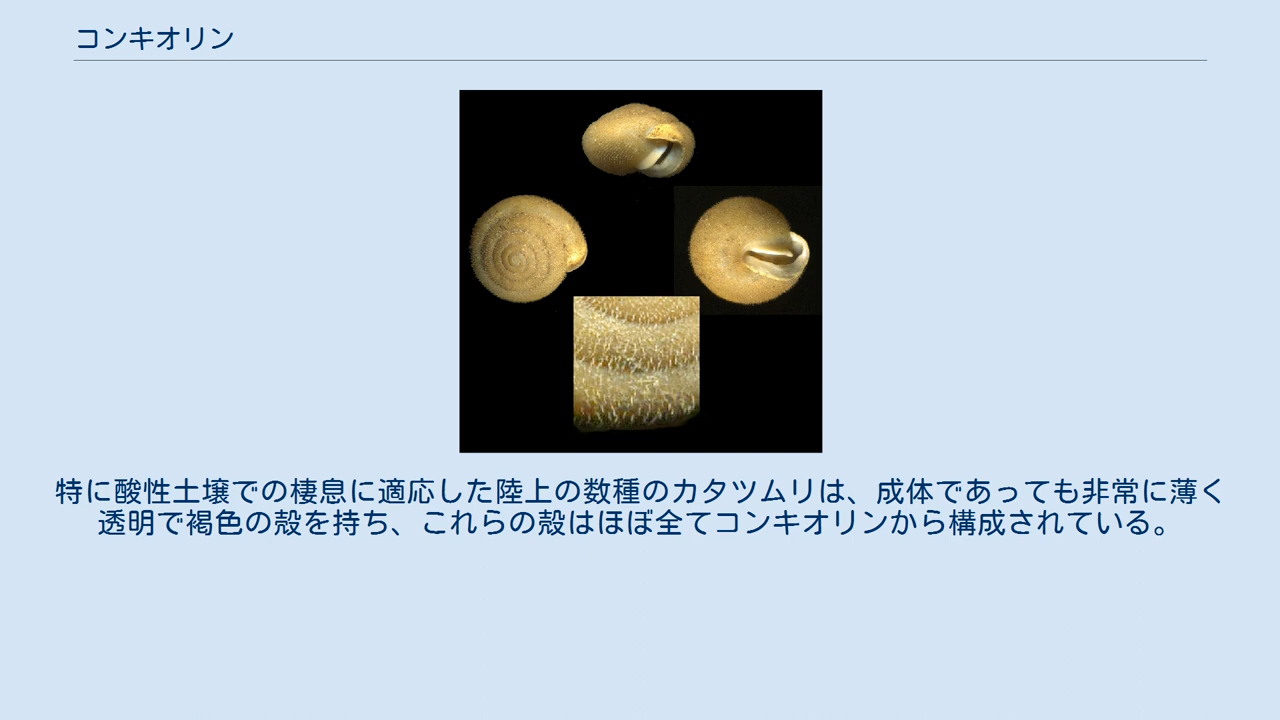 コンキオリン
特に酸性土壌での棲息に適応した陸上の数種のカタツムリは、成体であっても非常に薄く
透明で褐色の殻を持ち、これらの殻はほぼ全てコンキオリンから構成されている。